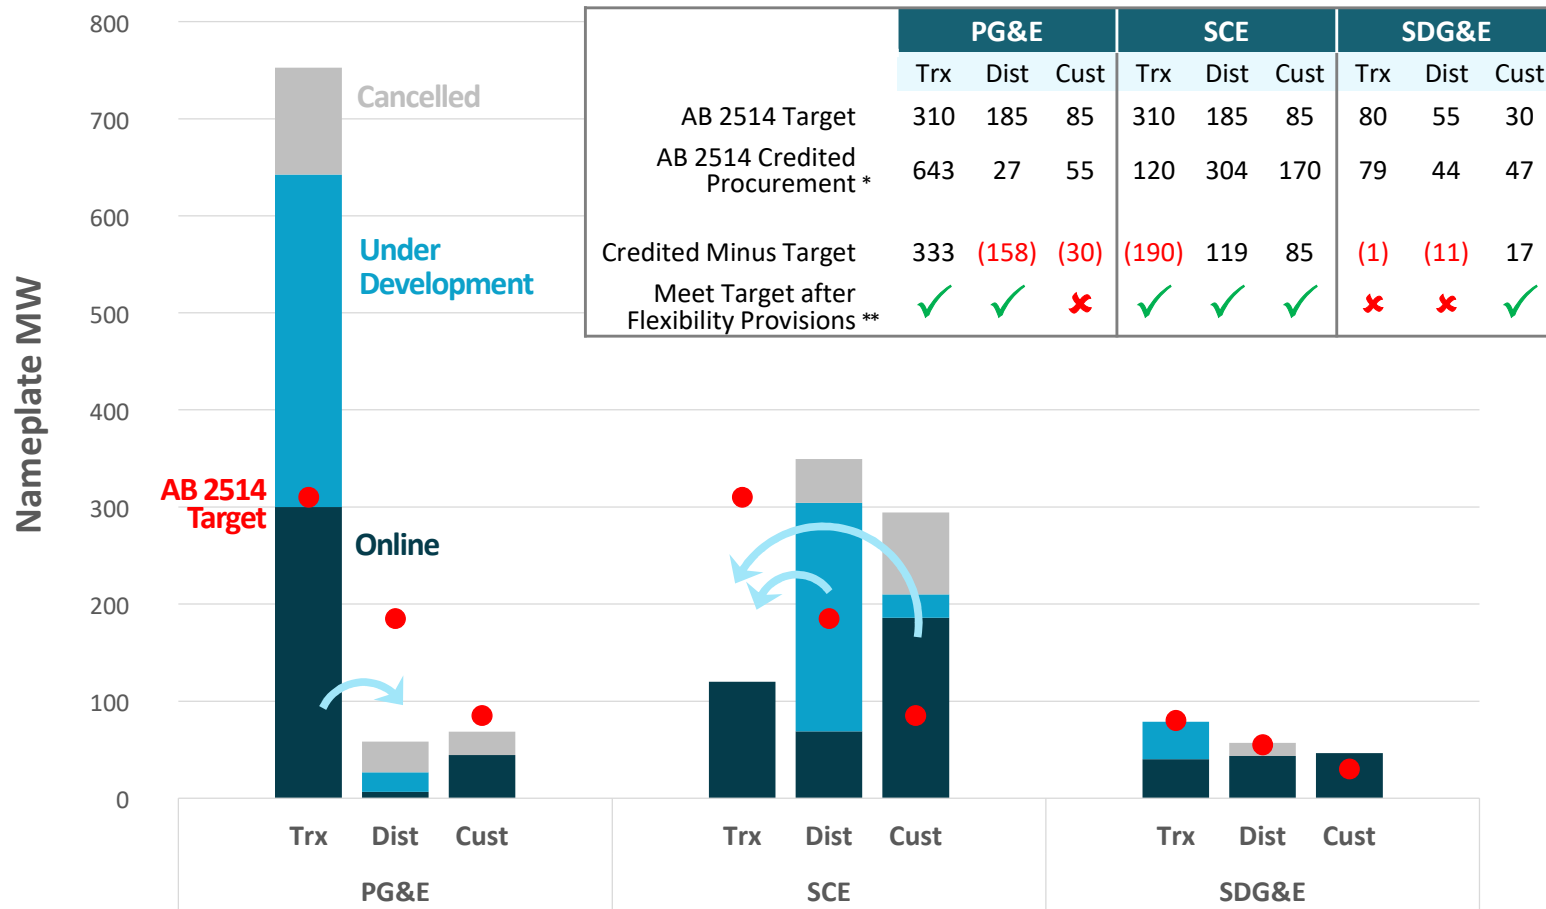 PG&E SCE SDG&E
Trx Dist Cust Trx Dist Cust Trx Dist Cust
AB 2514 Target 310 185 85 310 185 85 80 55 30
AB 2514 Credited
Procurement * 643 27 55 120 304 170 79 44 47
Credited Minus Target 333 (158) (30) (190) 119 85 (1) (11) 17
Meet Target after
Flexibility Provisions ** ✓ ✓ ✘ ✓ ✓ ✓ ✘ ✘ ✓
Nameplate MW
800
700
600
500
400
300
200
100
0
Cancelled
Under
Development
AB 2514
Target
Online
Trx Dist Cust Trx Dist Cust Trx Dist Cust
PG&E SCE SDG&E